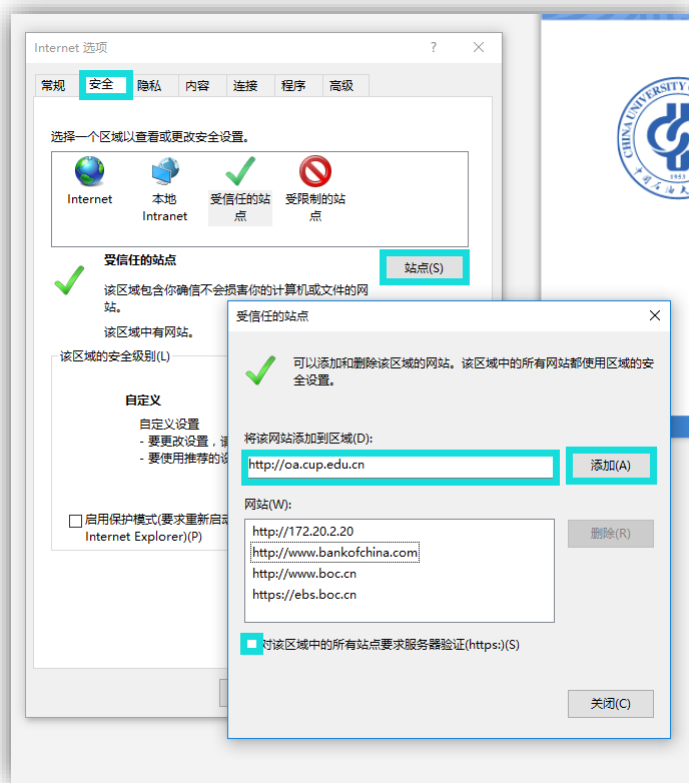 Internet 选项
常规 安全 隐私 内容 连接 程序 高级
选择一个区域以查看或更改安全设置。
Internet
本地
Intranet
受信任的站
点
受限制的站
点
受信任的站点
站点(S)
该区域包含你确信不会损害你的计算机或文件的网
站。
该区域中有网站。
该区域的安全级别(L)
自定义
自定义设置
- 要更改设置，请
- 要使用推荐的设
启用保护模式(要求重新启动
Internet Explorer)(P)
受信任的站点
可以添加和删除该区域的网站。该区域中的所有网站都使用区域的安
全设置。
将该网站添加到区域(D):
http://oa.cup.edu.cn
添加(A)
网站(W):
http://172.20.2.20
http://www.bankofchina.com
http://www.boc.cn
https://ebs.boc.cn
删除(R)
对该区域中的所有站点要求服务器验证(https:)(S)
关闭(C)
CHINA UNIVERSITY
中国石油大
1953